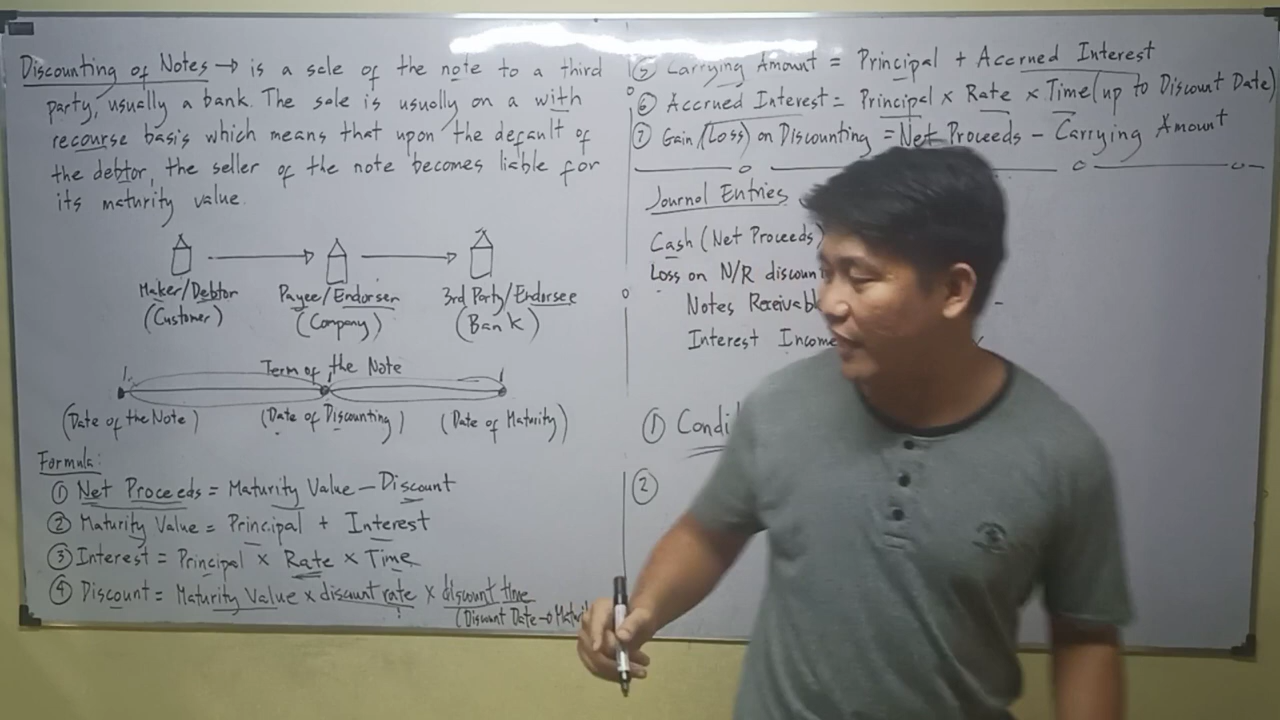 Discounting of Notes → is a sale of the note to a third
party, usually a bank. The sale is usually on a with
recourse basis which means that upon the default of
the debtor, the seller of the note becomes liable for
its maturity value.
Maker/Debtor
(Customer)
Payee/Endorser
(Company)
3rd Party/Endorsee
(Bank)
Term of the Note
(Date of the Note)
(Date of Discounting)
(Date of Maturity)
Formula:
① Net Proceeds = Maturity Value - Discount
② Maturity Value = Principal + Interest
③ Interest = Principal × Rate × Time
④ Discount = Maturity Value × discount rate × discount time
(Discount Date →
⑤ Carrying Amount = Principal + Accrued Interest
⑥ Accrued Interest = Principal × Rate × Time (up to Discount Date)
⑦ Gain/(Loss) on Discounting = Net Proceeds - Carrying Amount
Journal Entries
Cash (Net Proceeds)
Loss on N/R
Notes
Interest Income
①
②